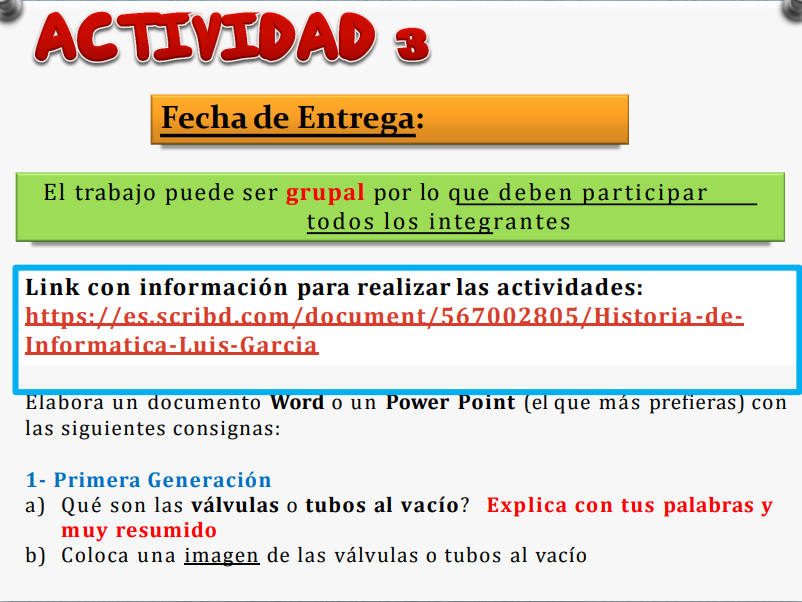 ACTIVIDAD 3
Fecha de Entrega:
El trabajo puede ser grupal por lo que deben participar
todos los integrantes
Link con información para realizar las actividades:
https://es.scribd.com/document/567002805/Historia-de-
Informatica-Luis-Garcia
Elabora un documento Word o un Power Point (el que más prefieras) con
las siguientes consignas:
1- Primera Generación
a) Qué son las válvulas o tubos al vacío? Explica con tus palabras y
muy resumido
b) Coloca una imagen de las válvulas o tubos al vacío